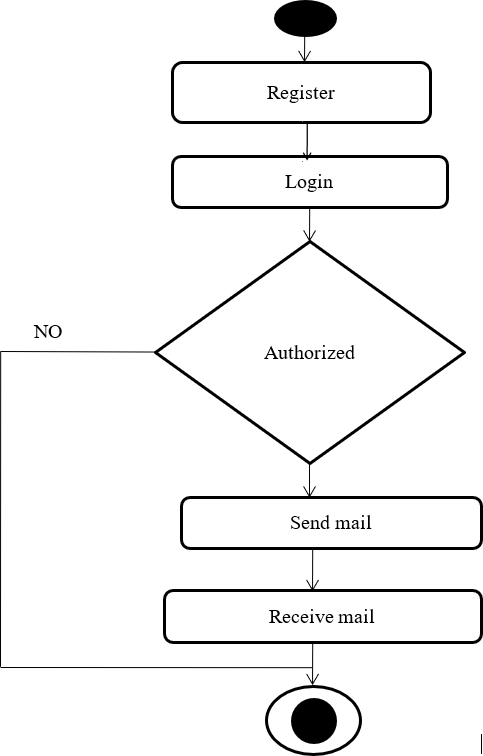 Register
Login
NO
Authorized
Send mail
Receive mail